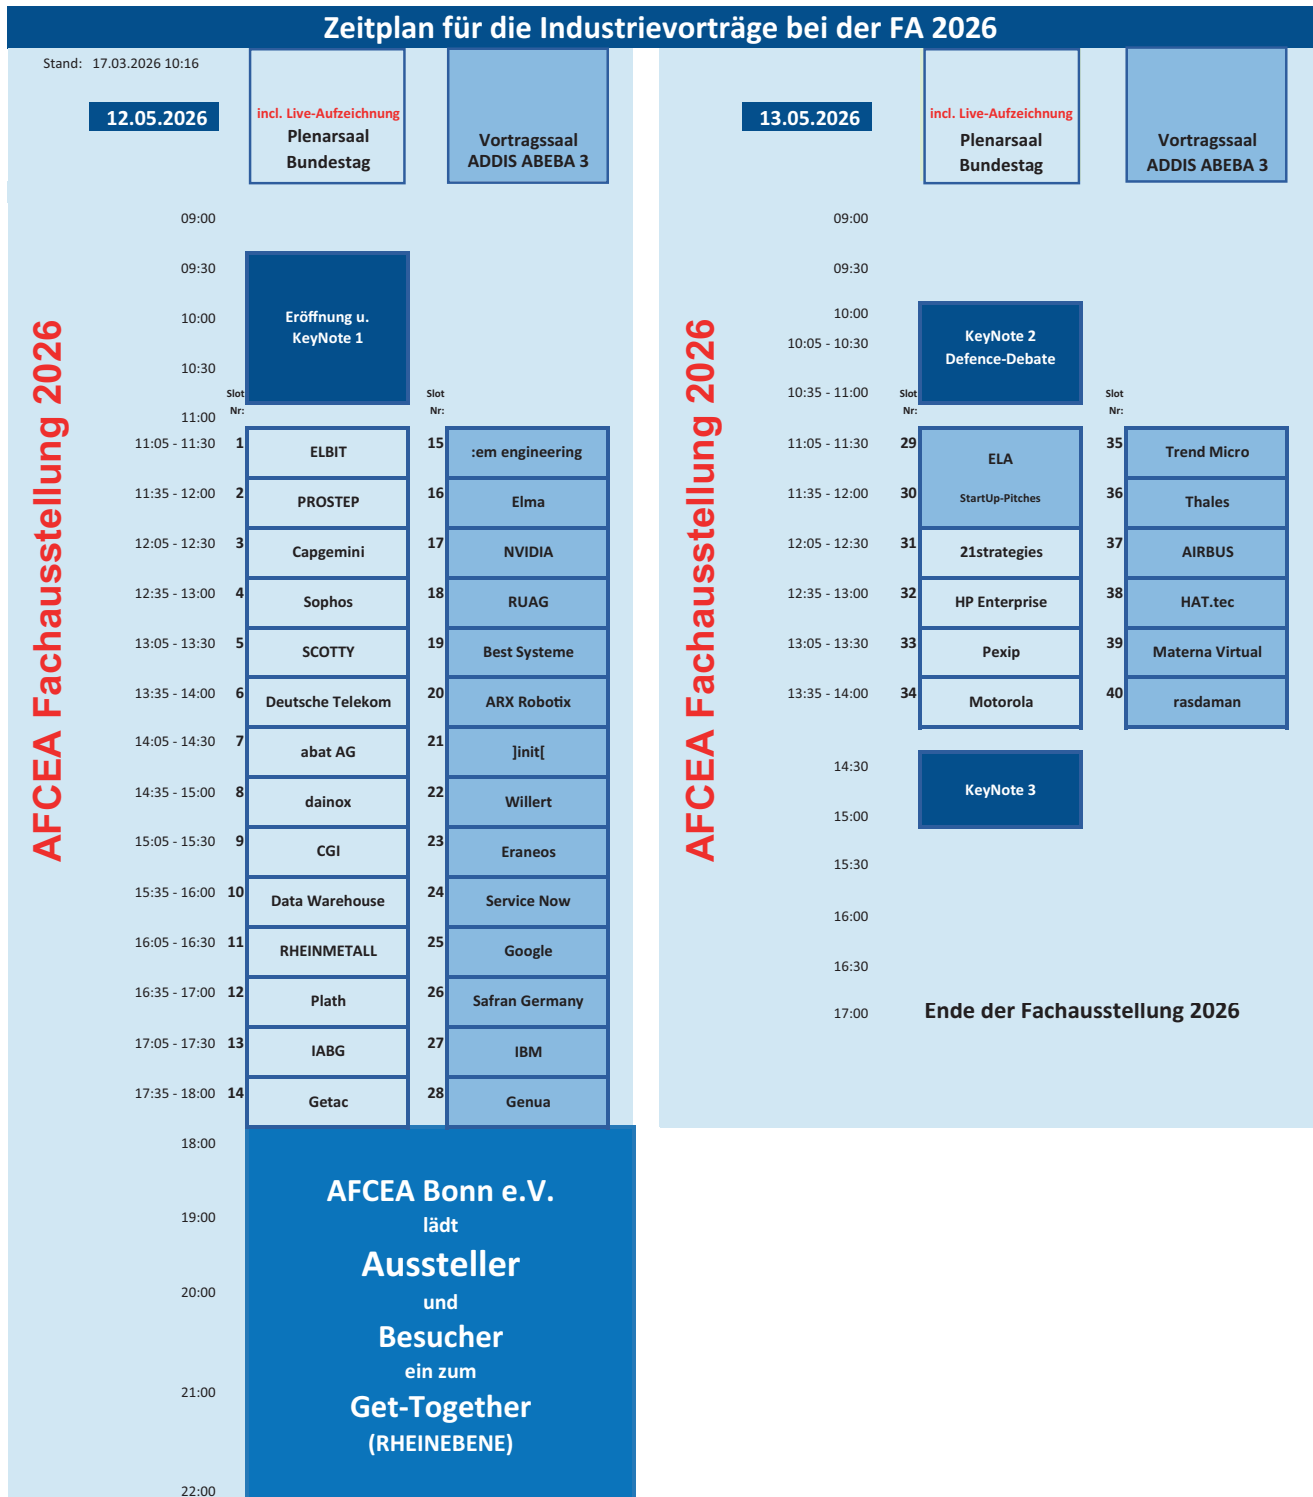 Zeitplan für die Industrievorträge bei der FA 2026
Stand: 17.03.2026 10:16
12.05.2026
incl. Live-Aufzeichnung
Plenarsaal
Bundestag
Vortragssaal
ADDIS ABEBA 3
AFCEA Fachausstellung 2026
09:00
09:30
10:00
10:30
11:00
Eröffnung u.
KeyNote 1
Slot
Nr:
Slot
Nr:
11:05 - 11:30 1 ELBIT 15 :em engineering
11:35 - 12:00 2 PROSTEP 16 Elma
12:05 - 12:30 3 Capgemini 17 NVIDIA
12:35 - 13:00 4 Sophos 18 RUAG
13:05 - 13:30 5 SCOTTY 19 Best Systeme
13:35 - 14:00 6 Deutsche Telekom 20 ARX Robotix
14:05 - 14:30 7 abat AG 21 ]init[
14:35 - 15:00 8 dainox 22 Willert
15:05 - 15:30 9 CGI 23 Eraneos
15:35 - 16:00 10 Data Warehouse 24 Service Now
16:05 - 16:30 11 RHEINMETALL 25 Google
16:35 - 17:00 12 Plath 26 Safran Germany
17:05 - 17:30 13 IABG 27 IBM
17:35 - 18:00 14 Getac 28 Genua
18:00
19:00
20:00
21:00
22:00
AFCEA Bonn e.V.
lädt
Aussteller
und
Besucher
ein zum
Get-Together
(RHEINEBENE)
13.05.2026
incl. Live-Aufzeichnung
Plenarsaal
Bundestag
Vortragssaal
ADDIS ABEBA 3
AFCEA Fachausstellung 2026
09:00
09:30
10:00
10:05 - 10:30
10:35 - 11:00
KeyNote 2
Defence-Debate
Slot
Nr:
Slot
Nr:
11:05 - 11:30 29 ELA 35 Trend Micro
11:35 - 12:00 30 StartUp-Pitches 36 Thales
12:05 - 12:30 31 21strategies 37 AIRBUS
12:35 - 13:00 32 HP Enterprise 38 HAT.tec
13:05 - 13:30 33 Pexip 39 Materna Virtual
13:35 - 14:00 34 Motorola 40 rasdaman
14:30
KeyNote 3
15:00
15:30
16:00
16:30
17:00 Ende der Fachausstellung 2026